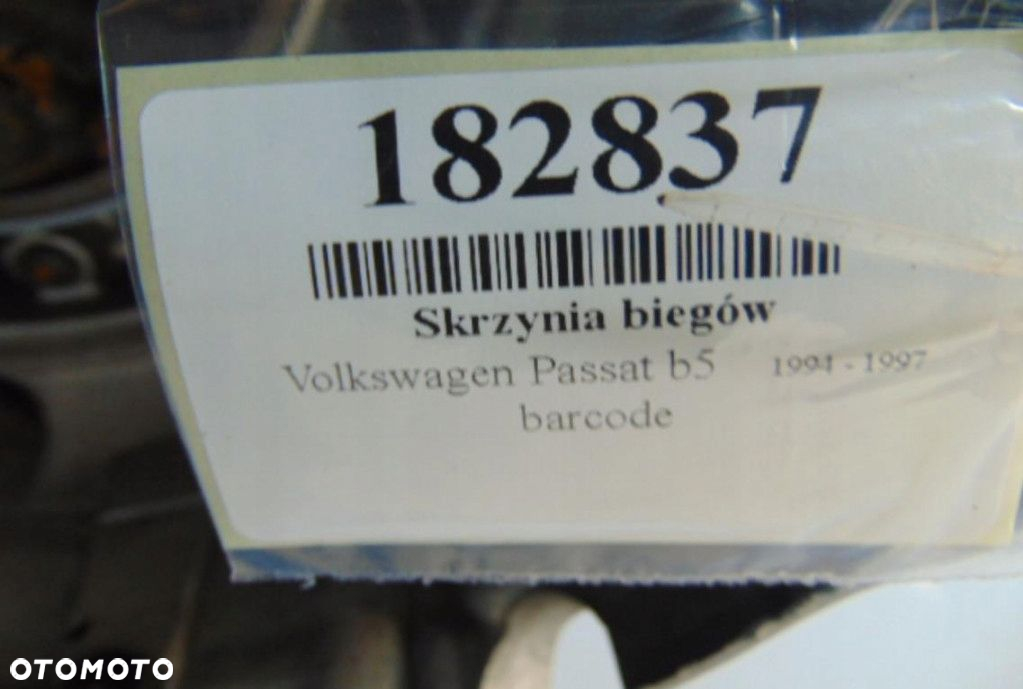 182837
Skrzynia biegów
Volkswagen Passat b5 1994 - 1997
barcode
OTOMOTO